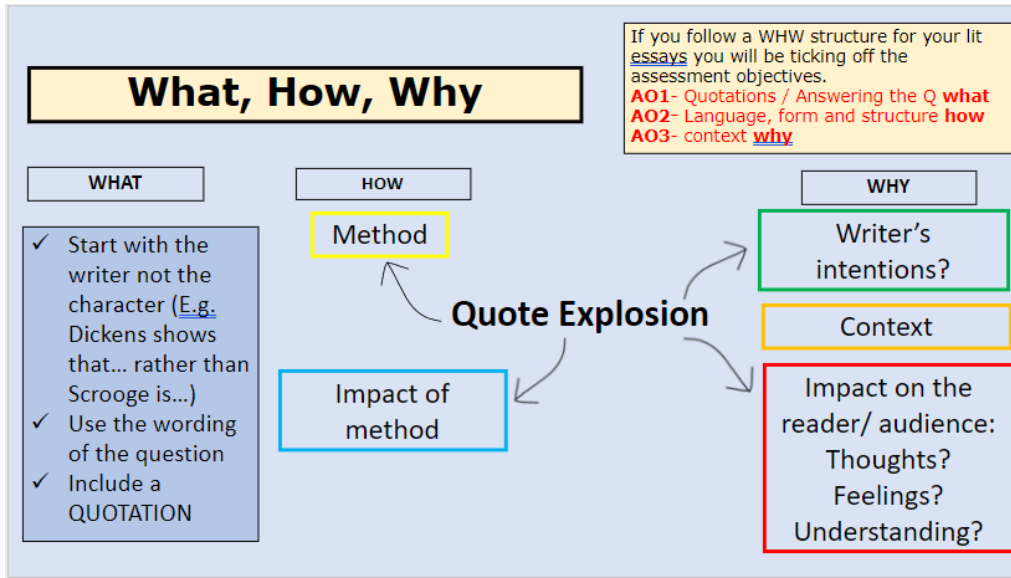 What, How, Why
If you follow a WHW structure for your lit
essays you will be ticking off the
assessment objectives.
AO1- Quotations / Answering the Q what
AO2- Language, form and structure how
AO3- context why
WHAT
✓ Start with the
writer not the
character (E.g.
Dickens shows
that... rather than
Scrooge is...)
✓ Use the wording
of the question
✓ Include a
QUOTATION
HOW
Method
Quote Explosion
Impact of
method
WHY
Writer's
intentions?
Context
Impact on the
reader/ audience:
Thoughts?
Feelings?
Understanding?